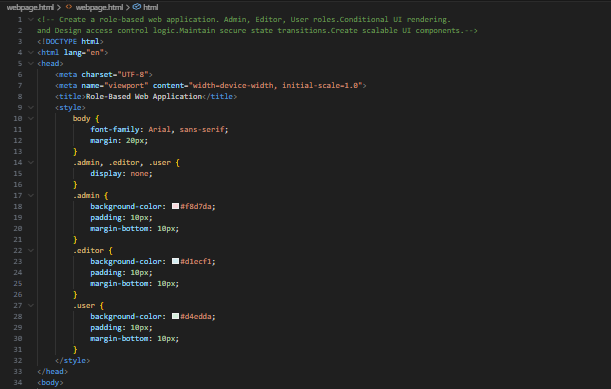 webpage.html > webpage.html > html
1 <!-- Create a role-based web application. Admin, Editor, User roles.Conditional UI rendering.
2 and Design access control logic.Maintain secure state transitions.Create scalable UI components.-->
3 <!DOCTYPE html>
4 <html lang="en">
5 <head>
6 <meta charset="UTF-8">
7 <meta name="viewport" content="width=device-width, initial-scale=1.0">
8 <title>Role-Based Web Application</title>
9 <style>
10 body {
11 font-family: Arial, sans-serif;
12 margin: 20px;
13 }
14 .admin, .editor, .user {
15 display: none;
16 }
17 .admin {
18 background-color: #f8d7da;
19 padding: 10px;
20 margin-bottom: 10px;
21 }
22 .editor {
23 background-color: #d1ecf1;
24 padding: 10px;
25 margin-bottom: 10px;
26 }
27 .user {
28 background-color: #d4edda;
29 padding: 10px;
30 margin-bottom: 10px;
31 }
32 </style>
33 </head>
34 <body>